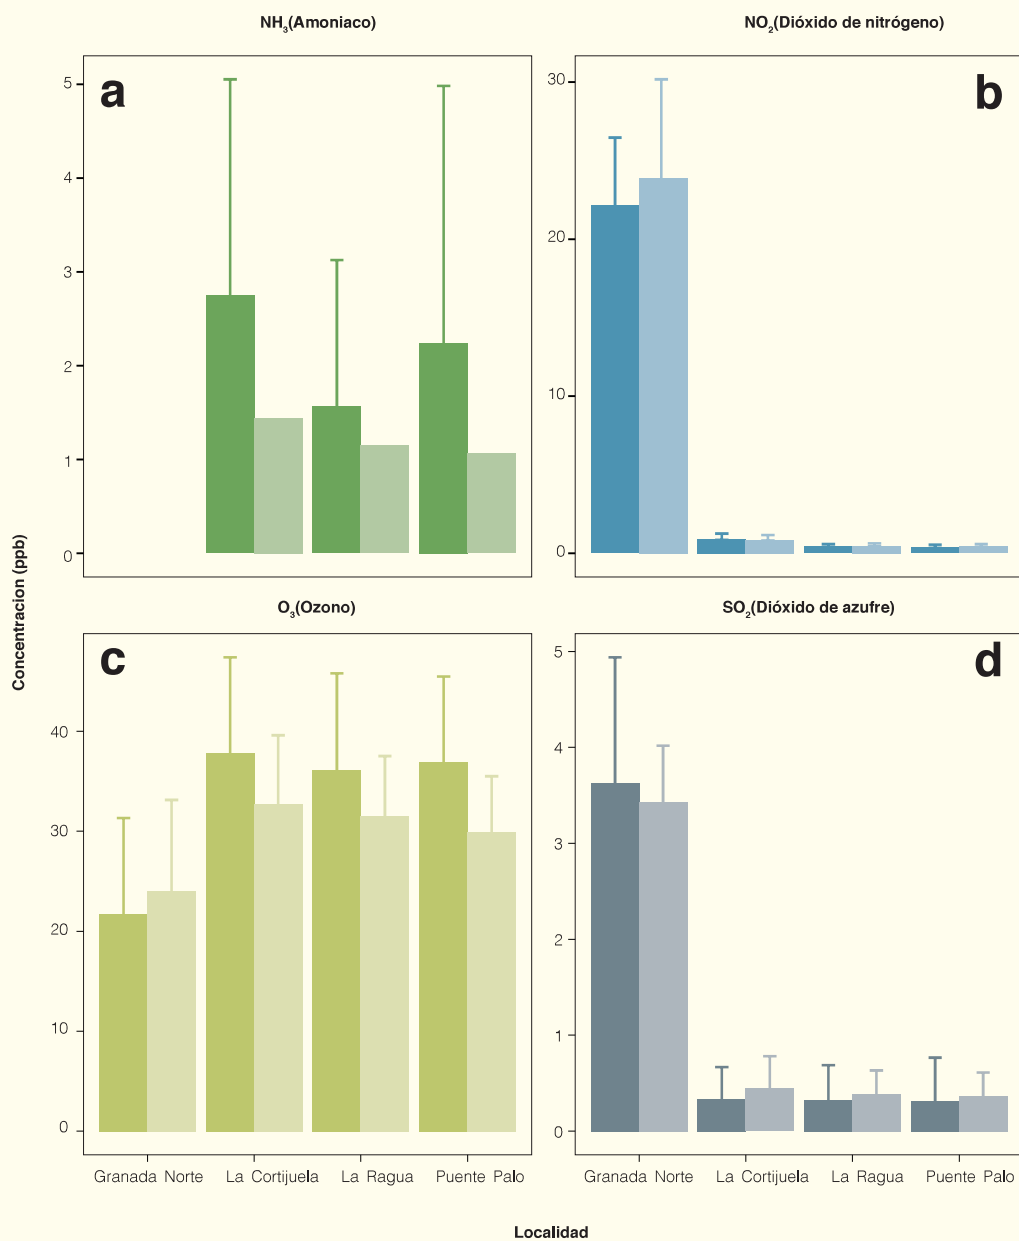 NH3(Amoniaco)
NO2(Dióxido de nitrógeno)
a
b
5
4
3
2
1
0
30
20
10
0
Concentracion (ppb)
O3(Ozono)
SO2(Dióxido de azufre)
c
d
40
30
20
10
0
5
4
3
2
1
0
Granada Norte La Cortijuela La Ragua Puente Palo
Granada Norte La Cortijuela La Ragua Puente Palo
Localidad